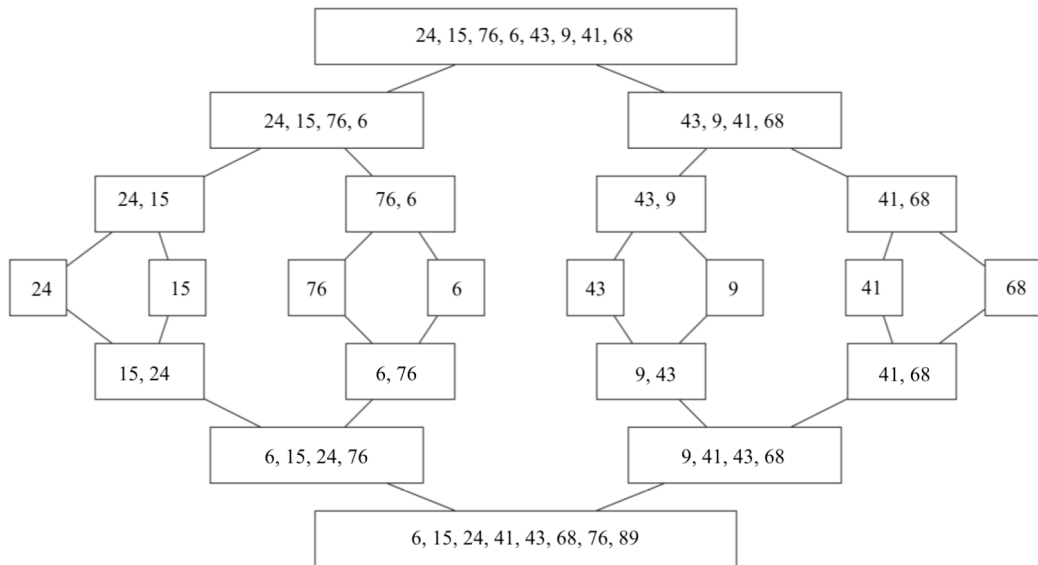 24, 15, 76, 6, 43, 9, 41, 68
24, 15, 76, 6
43, 9, 41, 68
24, 15
76, 6
43, 9
41, 68
24
15
76
6
43
9
41
68
15, 24
6, 76
9, 43
41, 68
6, 15, 24, 76
9, 41, 43, 68
6, 15, 24, 41, 43, 68, 76, 89